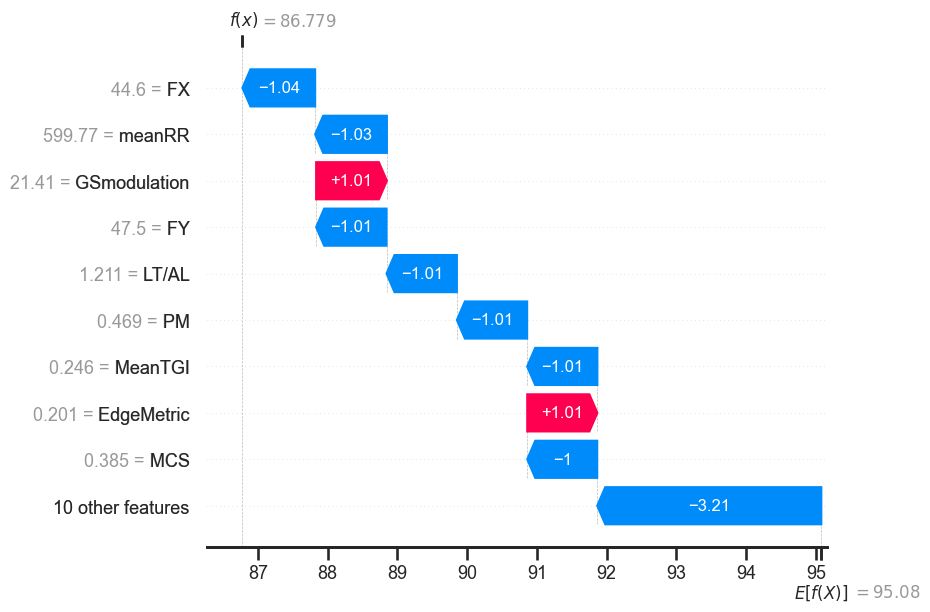 f(x) = 86.779
44.6 = FX
−1.04
599.77 = meanRR
−1.03
21.41 = GSmodulation
+1.01
47.5 = FY
−1.01
1.211 = LT/AL
−1.01
0.469 = PM
−1.01
0.246 = MeanTGI
−1.01
0.201 = EdgeMetric
+1.01
0.385 = MCS
−1
10 other features
−3.21
87 88 89 90 91 92 93 94 95
E[f(X)] = 95.08